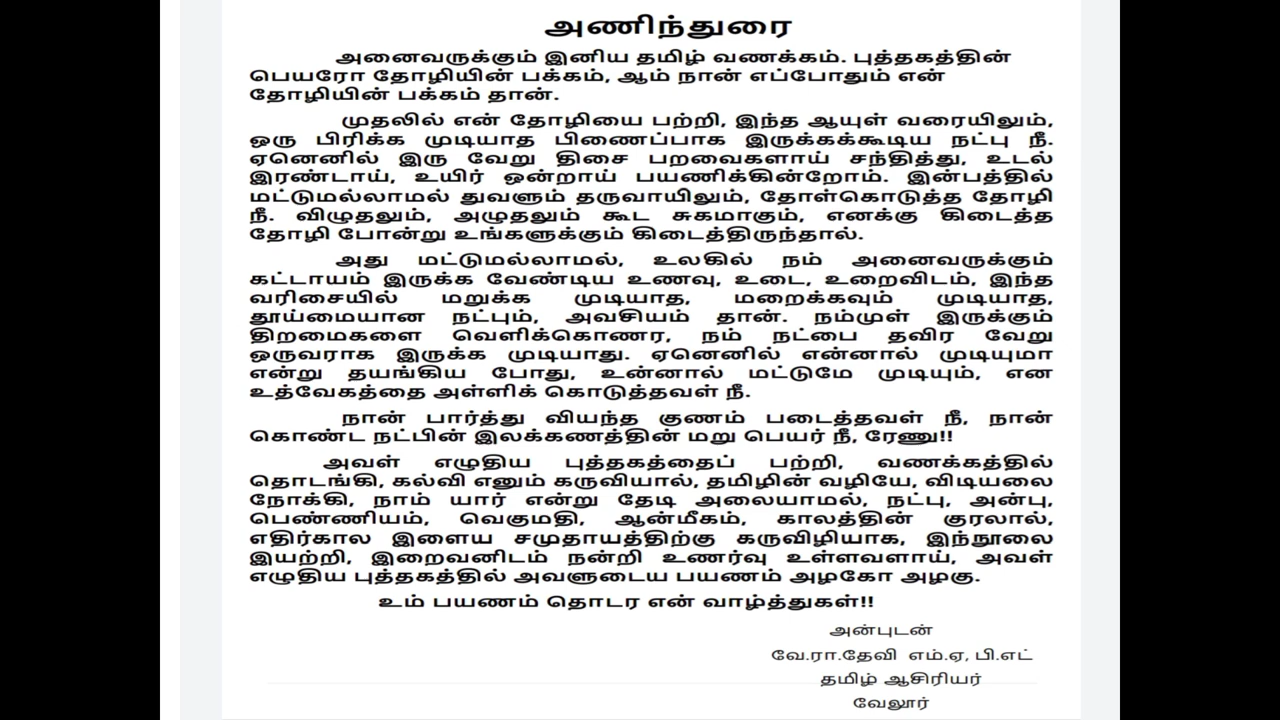 அணிந்துரை
அனைவருக்கும் இனிய தமிழ் வணக்கம். புத்தகத்தின்
பெயரோ தோழியின் பக்கம், ஆம் நான் எப்போதும் என்
தோழியின் பக்கம் தான்.
முதலில் என் தோழியை பற்றி, இந்த ஆயுள் வரையிலும்,
ஒரு பிரிக்க முடியாத பிணைப்பாக இருக்கக்கூடிய நட்பு நீ.
ஏனெனில் இரு வேறு திசை பறவைகளாய் சந்தித்து, உடல்
இரண்டாய், உயிர் ஒன்றாய் பயணிக்கின்றோம். இன்பத்தில்
மட்டுமல்லாமல் துவளும் தருவாயிலும், தோள்கொடுத்த தோழி
நீ. விழுதலும், அழுதலும் கூட சுகமாகும், எனக்கு கிடைத்த
தோழி போன்று உங்களுக்கும் கிடைத்திருந்தால்.
அது மட்டுமல்லாமல், உலகில் நம் அனைவருக்கும்
கட்டாயம் இருக்க வேண்டிய உணவு, உடை, உறைவிடம், இந்த
வரிசையில் மறுக்க முடியாத, மறைக்கவும் முடியாத,
தூய்மையான நட்பும், அவசியம் தான். நம்முள் இருக்கும்
திறமைகளை வெளிக்கொணர, நம் நட்பை தவிர வேறு
ஒருவராக இருக்க முடியாது. ஏனெனில் என்னால் முடியுமா
என்று தயங்கிய போது, உன்னால் மட்டுமே முடியும், என
உத்வேகத்தை அள்ளிக் கொடுத்தவள் நீ.
நான் பார்த்து வியந்த குணம் படைத்தவள் நீ, நான்
கொண்ட நட்பின் இலக்கணத்தின் மறு பெயர் நீ, ரேணு!!
அவள் எழுதிய புத்தகத்தைப் பற்றி, வணக்கத்தில்
தொடங்கி, கல்வி எனும் கருவியால், தமிழின் வழியே, விடியலை
நோக்கி, நாம் யார் என்று தேடி அலையாமல், நட்பு, அன்பு,
பெண்ணியம், வெகுமதி, ஆன்மீகம், காலத்தின் குரலால்,
எதிர்கால இளைய சமுதாயத்திற்கு கருவிழியாக, இந்நூலை
இயற்றி, இறைவனிடம் நன்றி உணர்வு உள்ளவளாய், அவள்
எழுதிய புத்தகத்தில் அவளுடைய பயணம் அழகோ அழகு.
உம் பயணம் தொடர என் வாழ்த்துகள்!!
அன்புடன்
வே.ரா.தேவி எம்.ஏ, பி.எட்
தமிழ் ஆசிரியர்
வேலூர்